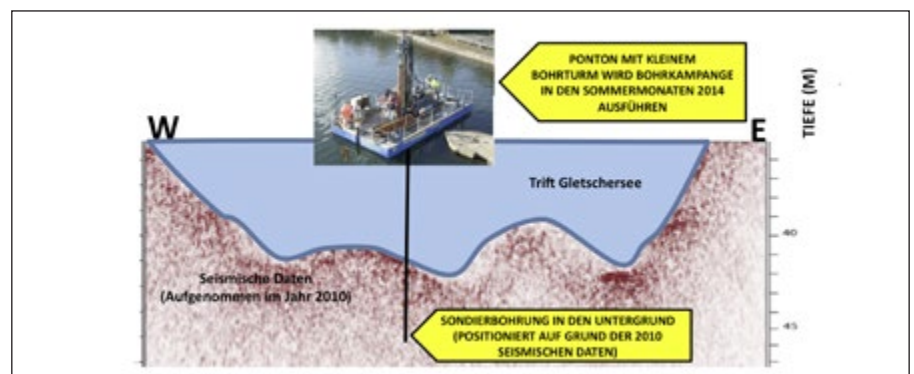 PONTON MIT KLEINEM
BOHRTURM WIRD BOHRKAMPANGE
IN DEN SOMMERMONATEN 2014
AUSFÜHREN
W
E
TIEFE (M)
Trift Gletschersee
40
Seismische Daten
(Aufgenommen im Jahr 2010)
SONDIERBOHRUNG IN DEN UNTERGRUND
(POSITIONIERT AUF GRUND DER 2010
SEISMISCHEN DATEN)
45